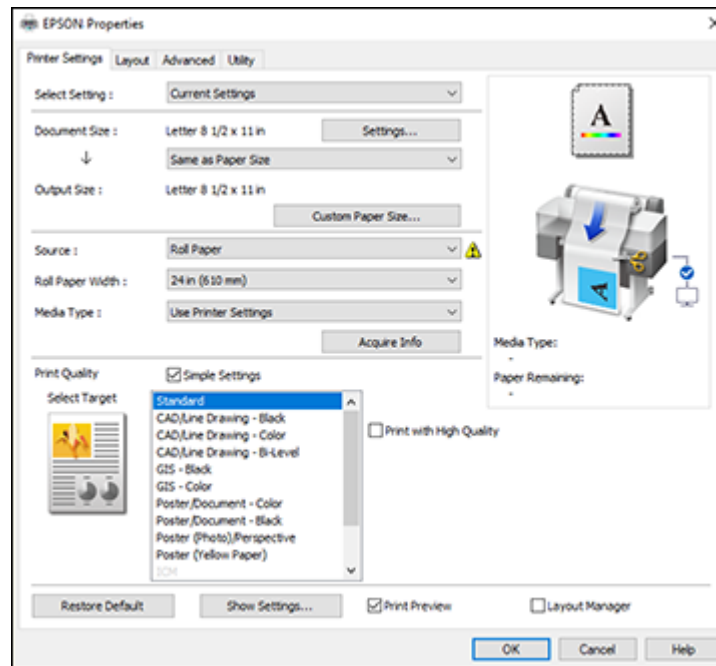 EPSON Properties
Printer Settings Layout Advanced Utility
Select Setting : Current Settings
Document Size : Letter 8 1/2 x 11 in Settings...
Same as Paper Size
Output Size : Letter 8 1/2 x 11 in
Custom Paper Size...
Source : Roll Paper
Roll Paper Width : 24 in (610 mm)
Media Type : Use Printer Settings
Acquire Info
Print Quality Simple Settings
Select Target
Standard
CAD/Line Drawing - Black
CAD/Line Drawing - Color
CAD/Line Drawing - Bi-Level
GIS - Black
GIS - Color
Poster/Document - Color
Poster/Document - Black
Poster (Photo)/Perspective
Poster (Yellow Paper)
ICM
Print with High Quality
A
A
Media Type:
-
Paper Remaining:
-
Restore Default Show Settings... Print Preview Layout Manager
OK Cancel Help